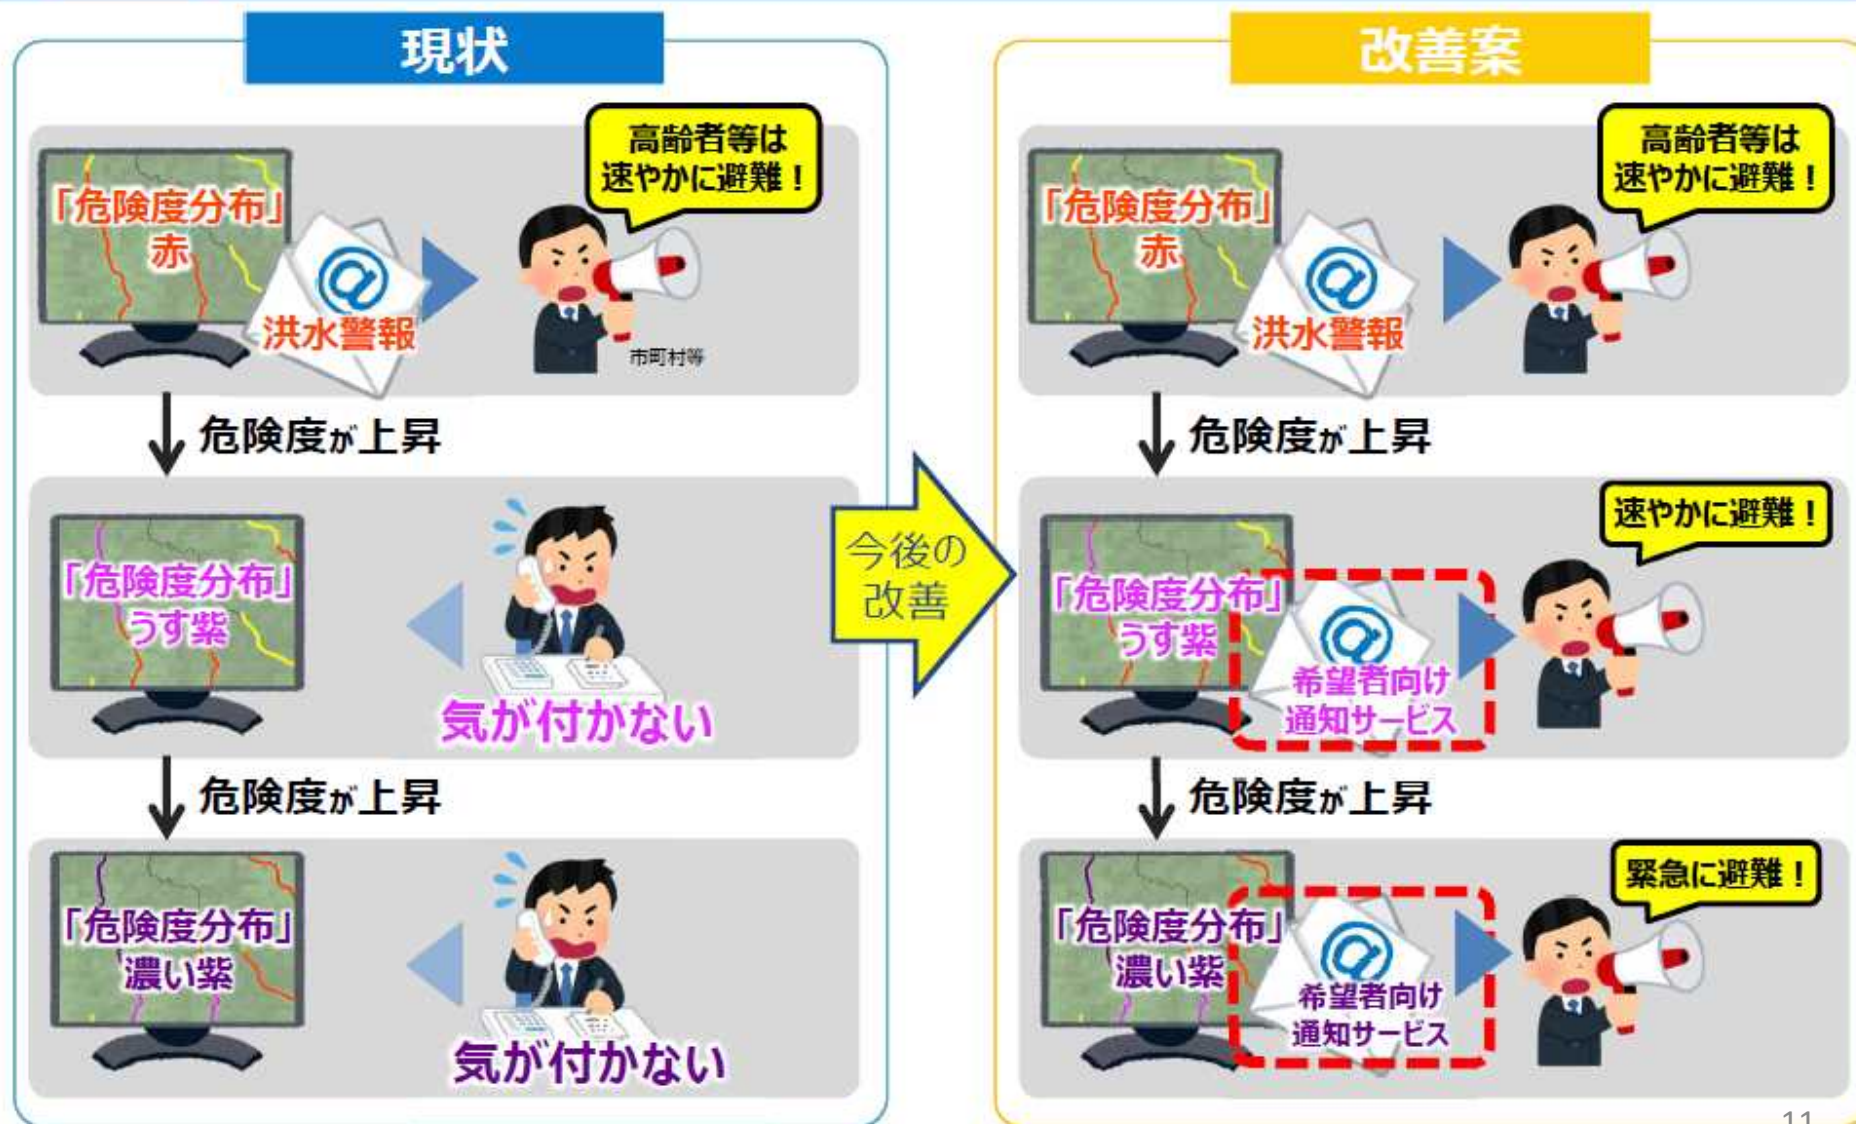 現状
高齢者等は
速やかに避難！
「危険度分布」
赤
@
洪水警報
市町村等
危険度が上昇
「危険度分布」
うす紫
気が付かない
危険度が上昇
「危険度分布」
濃い紫
気が付かない
今後の
改善
改善案
高齢者等は
速やかに避難！
「危険度分布」
赤
@
洪水警報
危険度が上昇
速やかに避難！
「危険度分布」
うす紫
@
希望者向け
通知サービス
危険度が上昇
緊急に避難！
「危険度分布」
濃い紫
@
希望者向け
通知サービス
11